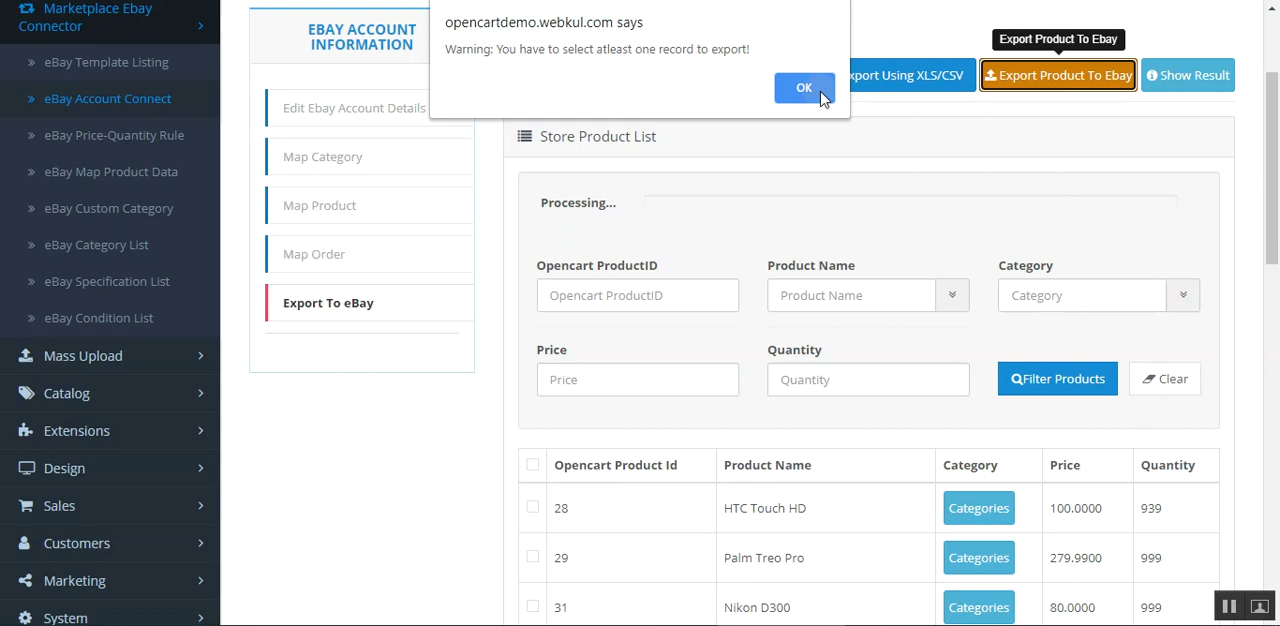 Marketplace Ebay
Connector
eBay Template Listing
eBay Account Connect
eBay Price-Quantity Rule
eBay Map Product Data
eBay Custom Category
eBay Category List
eBay Specification List
eBay Condition List
Mass Upload
Catalog
Extensions
Design
Sales
Customers
Marketing
System
EBAY ACCOUNT
INFORMATION
Edit Ebay Account Details
Map Category
Map Product
Map Order
Export To eBay
opencartdemo.webkul.com says
Warning: You have to select atleast one record to export!
OK
Export Product To Ebay
xport Using XLS/CSV
Export Product To Ebay
Show Result
Store Product List
Processing...
Opencart ProductID
Product Name
Category
Opencart ProductID
Product Name
Category
Price
Quantity
Price
Quantity
Filter Products
Clear
Opencart Product Id
Product Name
Category
Price
Quantity
28
HTC Touch HD
Categories
100.0000
939
29
Palm Treo Pro
Categories
279.9900
999
31
Nikon D300
Categories
80.0000
999